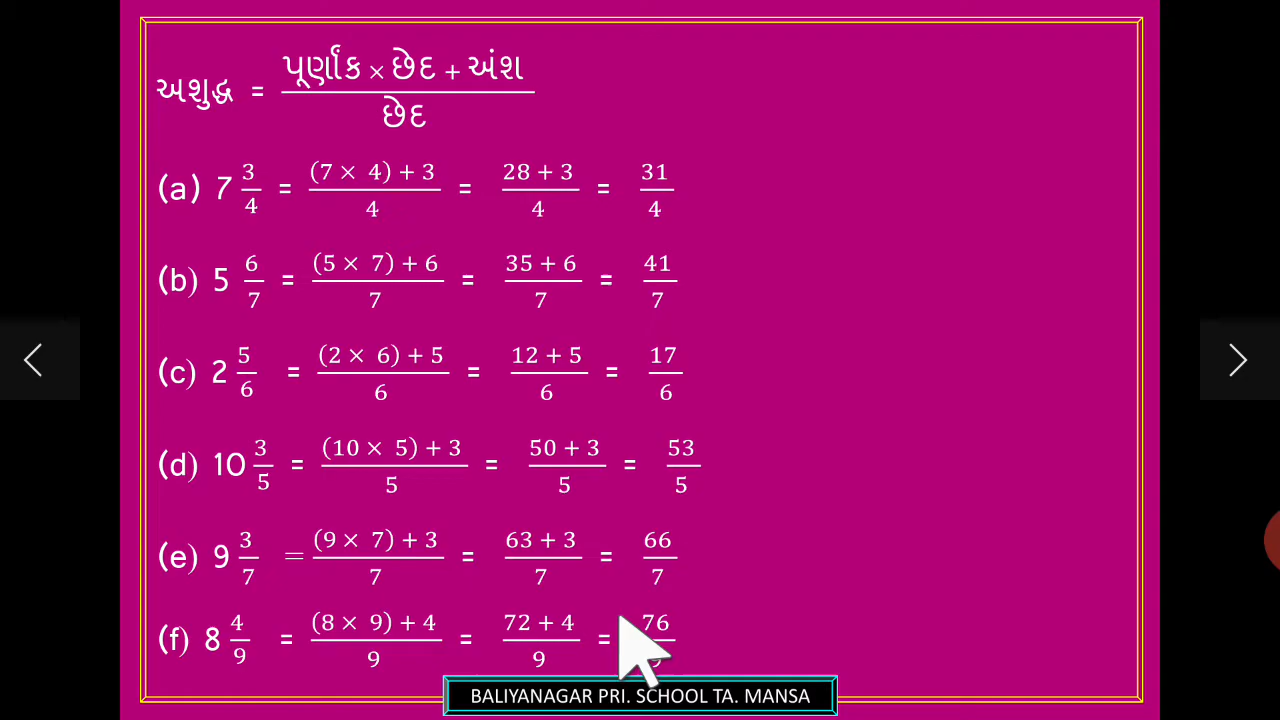 અશુદ્ધ = (પૂર્ણાંક × છેદ + અંશ)/છેદ
(a) 7 3/4 = ((7 × 4) + 3)/4 = (28 + 3)/4 = 31/4
(b) 5 6/7 = ((5 × 7) + 6)/7 = (35 + 6)/7 = 41/7
(c) 2 5/6 = ((2 × 6) + 5)/6 = (12 + 5)/6 = 17/6
(d) 10 3/5 = ((10 × 5) + 3)/5 = (50 + 3)/5 = 53/5
(e) 9 3/7 = ((9 × 7) + 3)/7 = (63 + 3)/7 = 66/7
(f) 8 4/9 = ((8 × 9) + 4)/9 = (72 + 4)/9 = 76/9
BALIYANAGAR PRI. SCHOOL TA. MANSA